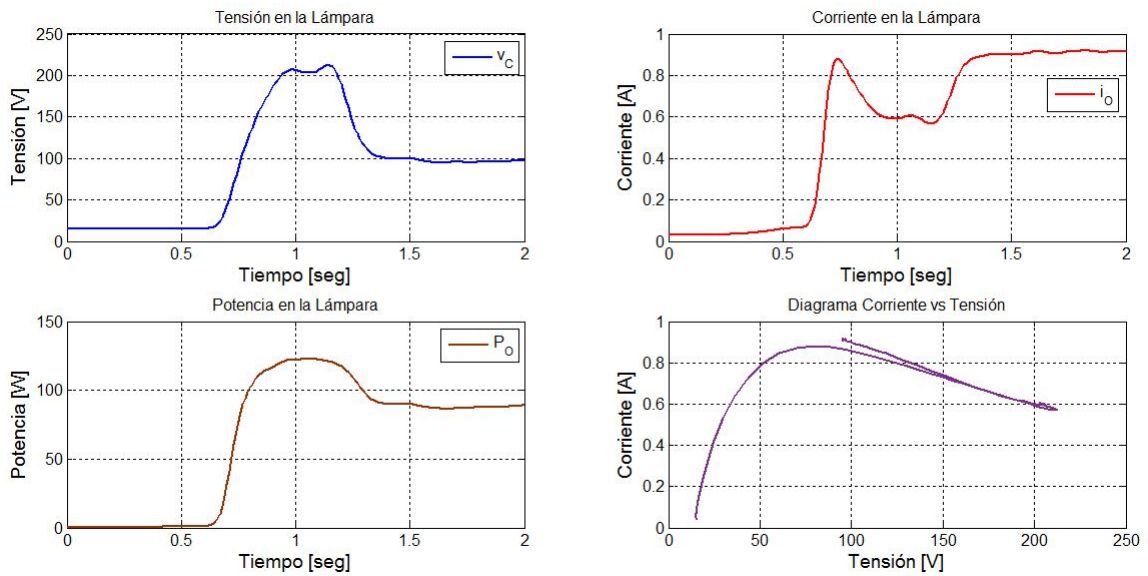 Tensión en la Lámpara
250
200
150
100
50
0
Tensión [V]
v_C
0 0.5 1 1.5 2
Tiempo [seg]
Corriente en la Lámpara
1
0.8
0.6
0.4
0.2
0
Corriente [A]
i_O
0 0.5 1 1.5 2
Tiempo [seg]
Potencia en la Lámpara
150
100
50
0
Potencia [W]
P_O
0 0.5 1 1.5 2
Tiempo [seg]
Diagrama Corriente vs Tensión
1
0.8
0.6
0.4
0.2
0
Corriente [A]
0 50 100 150 200 250
Tensión [V]